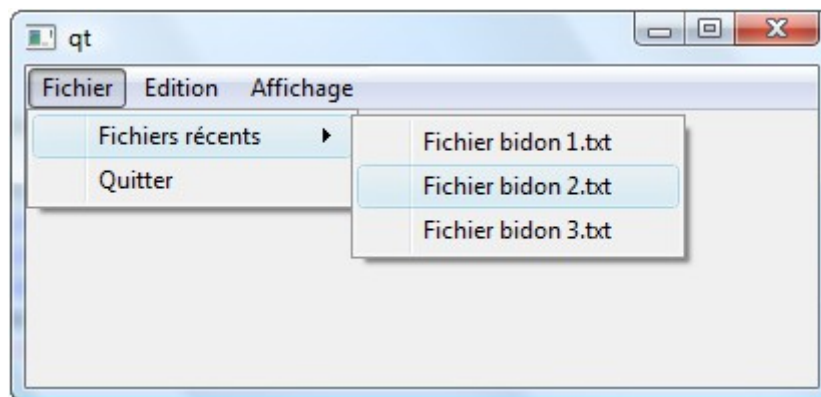 qt
Fichier Edition Affichage
Fichiers récents
Quitter
Fichier bidon 1.txt
Fichier bidon 2.txt
Fichier bidon 3.txt